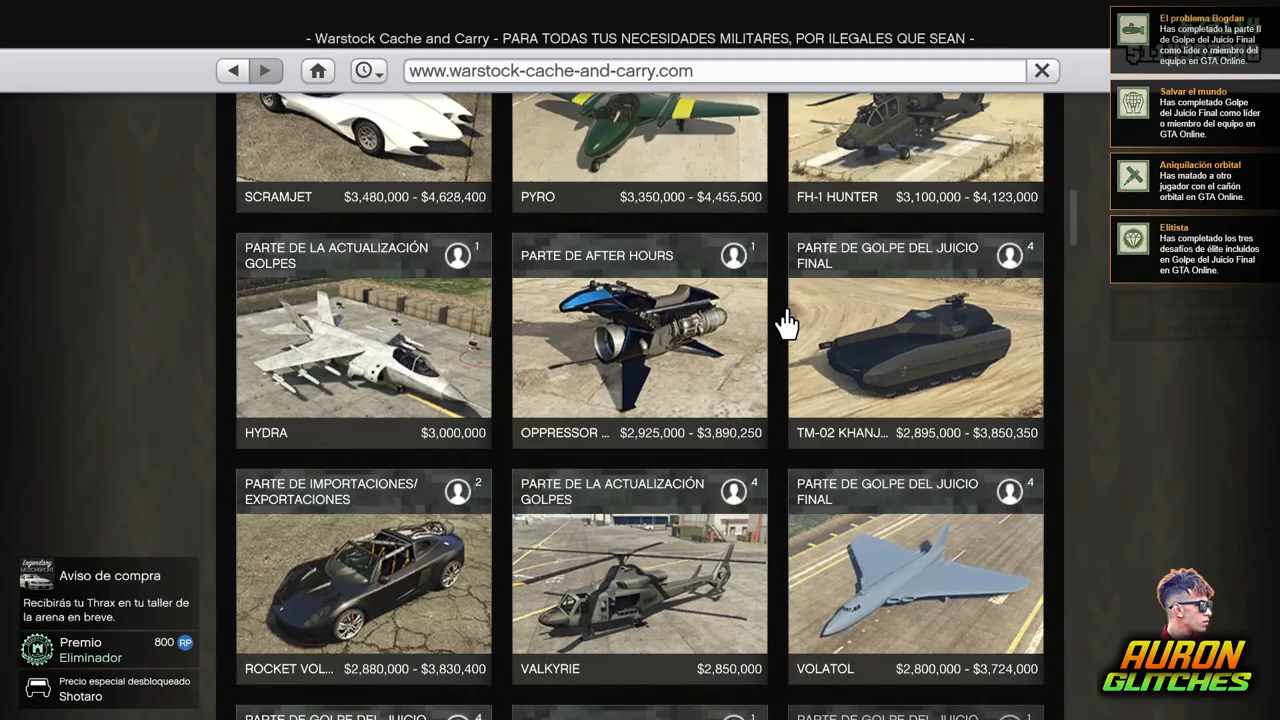 - Warstock Cache and Carry - PARA TODAS TUS NECESIDADES MILITARES, POR ILEGALES QUE SEAN -
www.warstock-cache-and-carry.com
SCRAMJET $3,480,000 - $4,628,400
PYRO $3,350,000 - $4,455,500
FH-1 HUNTER $3,100,000 - $4,123,000
PARTE DE LA ACTUALIZACIÓN
GOLPES
1
PARTE DE AFTER HOURS
1
PARTE DE GOLPE DEL JUICIO
FINAL
4
HYDRA $3,000,000
OPPRESSOR ... $2,925,000 - $3,890,250
TM-02 KHANJ... $2,895,000 - $3,850,350
PARTE DE IMPORTACIONES/
EXPORTACIONES
2
PARTE DE LA ACTUALIZACIÓN
GOLPES
4
PARTE DE GOLPE DEL JUICIO
FINAL
4
ROCKET VOL... $2,880,000 - $3,830,400
VALKYRIE $2,850,000
VOLATOL $2,800,000 - $3,724,000
PARTE DE GOLPE DEL JUICIO
4
1
1
El problema Bogdan
Has completado la parte II
de Golpe del Juicio Final
como líder o miembro del
equipo en GTA Online.
Salvar el mundo
Has completado Golpe
del Juicio Final como líder
o miembro del equipo en
GTA Online.
Aniquilación orbital
Has matado a otro
jugador con el cañón
orbital en GTA Online.
Elitista
Has completado los tres
desafíos de élite incluidos
en Golpe del Juicio Final
en GTA Online.
Legendary
Aviso de compra
Recibirás tu Thrax en tu taller de
la arena en breve.
Premio 800 RP
Eliminador
Precio especial desbloqueado
Shotaro
AURON
GLITCHES